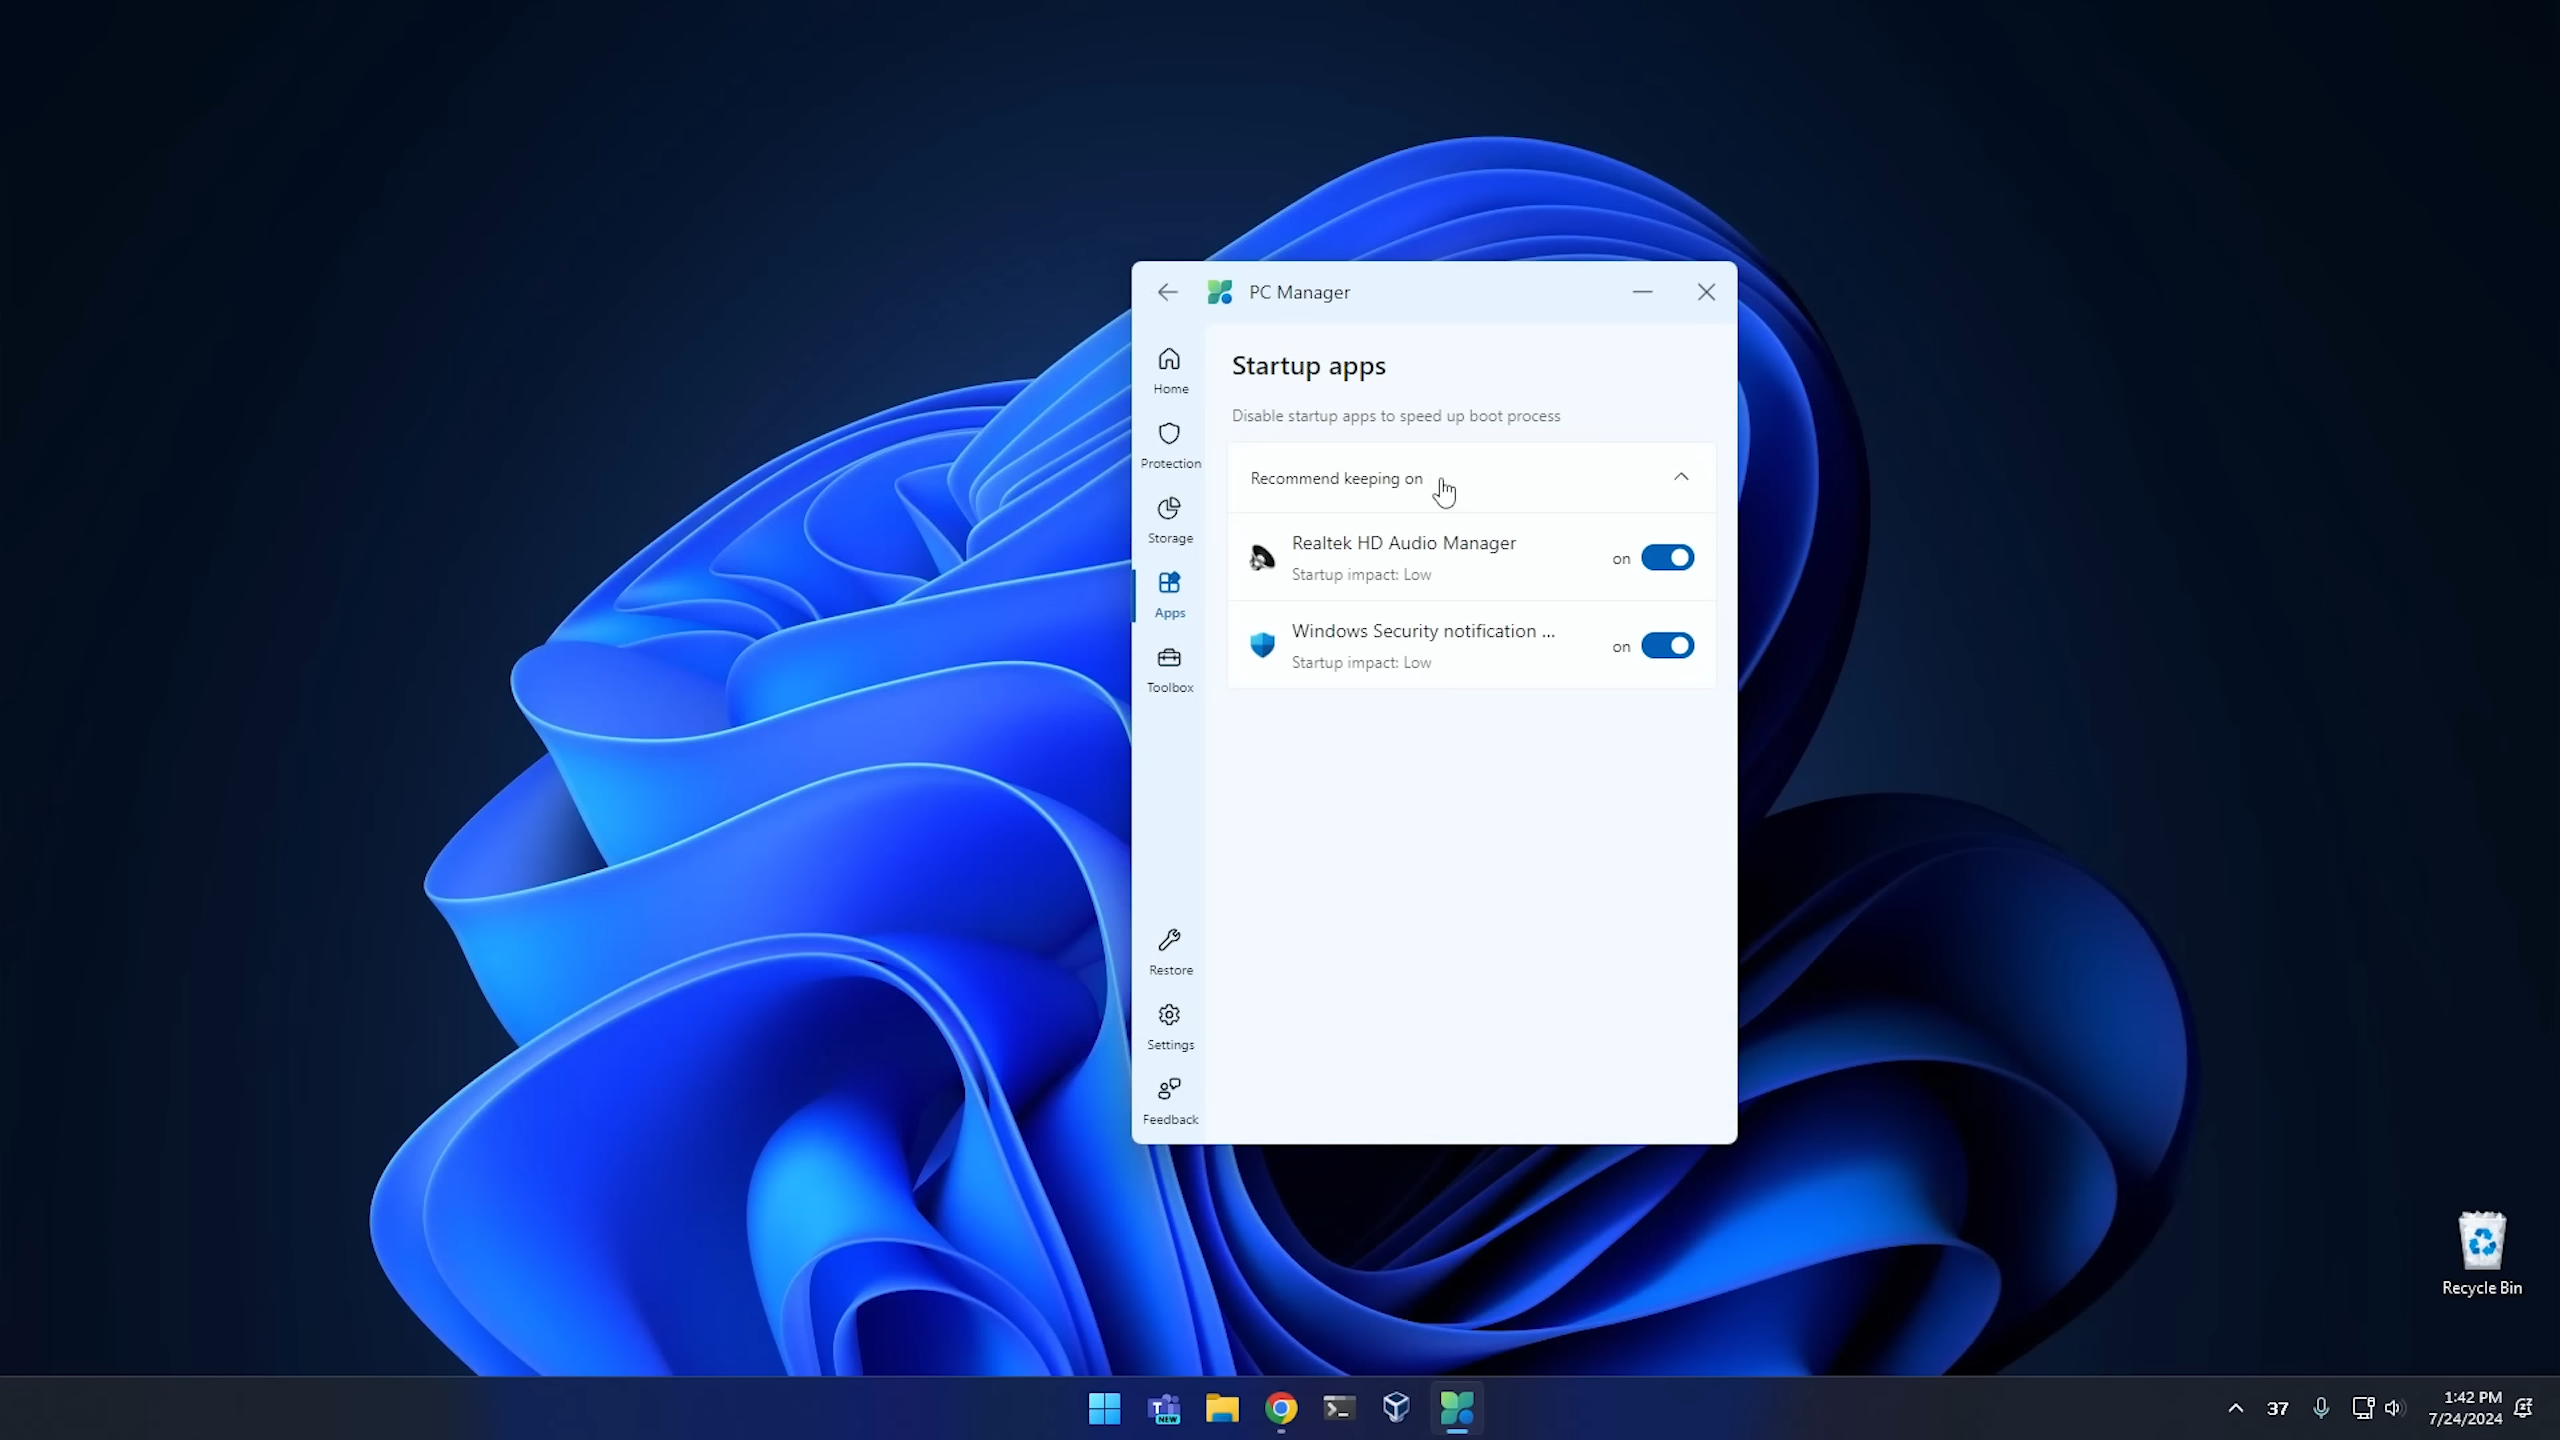 PC Manager
Home
Protection
Storage
Apps
Toolbox
Restore
Settings
Feedback
Startup apps
Disable startup apps to speed up boot process
Recommend keeping on
Realtek HD Audio Manager
Startup impact: Low
on
Windows Security notification ...
Startup impact: Low
on
Recycle Bin
T
NEW
37
1:42 PM
7/24/2024